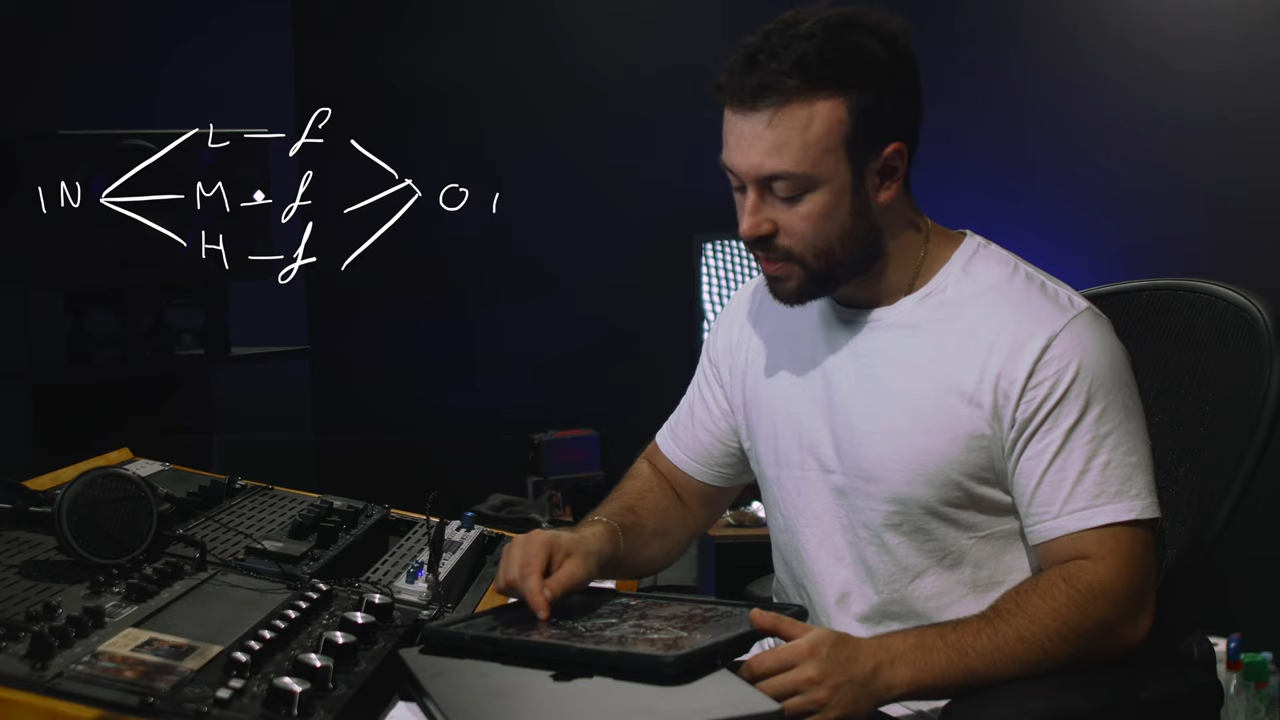 L — f
IN M — f O
H — f